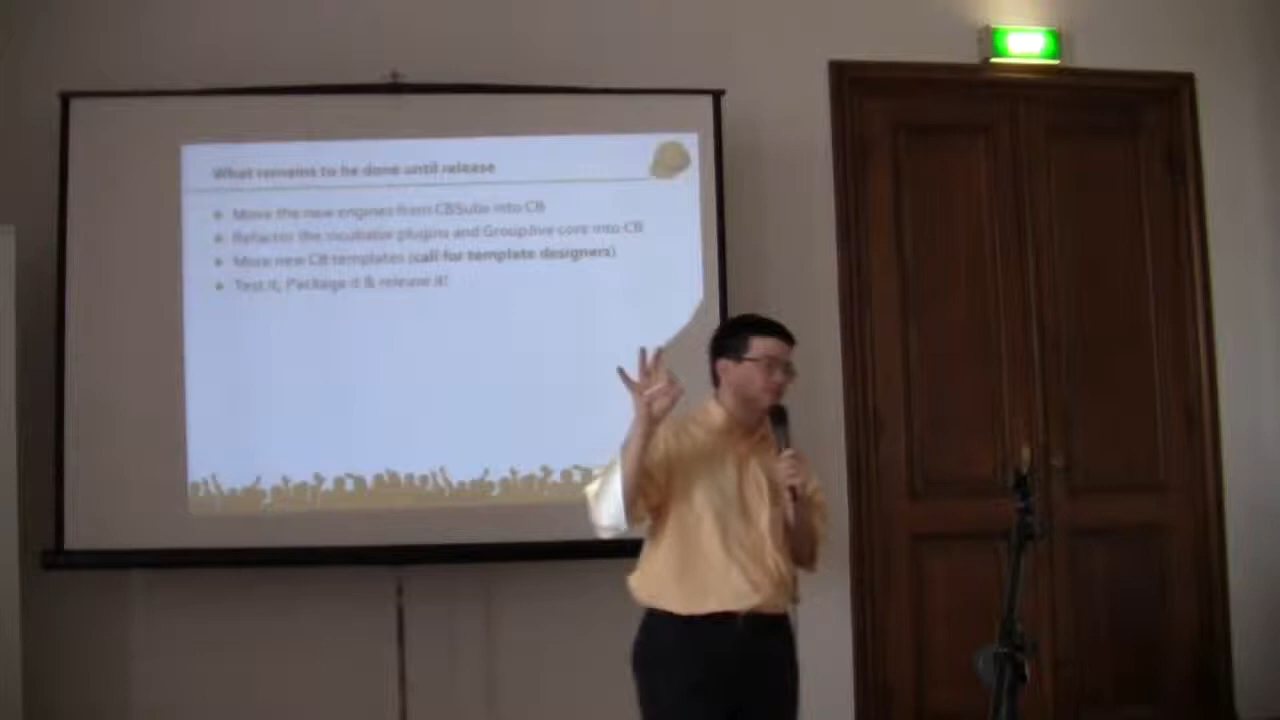 What remains to be done until release
Move the new engines from CBSubs into CB
Refactor the incubator plugins and GroupJive core into CB
More new CB templates (call for template designers)
Test it, Package it & release it!